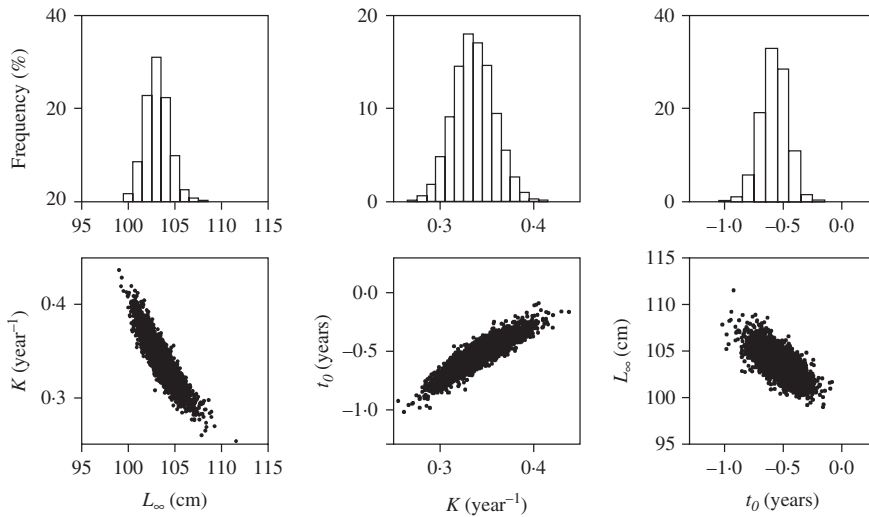 40
20
20
Frequency (%)
95 100 105 110 115
20
10
0
0·3 0·4
40
20
0
–1·0 –0·5 0·0
0·4
0·3
K (year–1)
95 100 105 110 115
L∞ (cm)
0·0
–0·5
–1·0
t0 (years)
0·3 0·4
K (year–1)
115
110
105
100
95
L∞ (cm)
–1·0 –0·5 0·0
t0 (years)